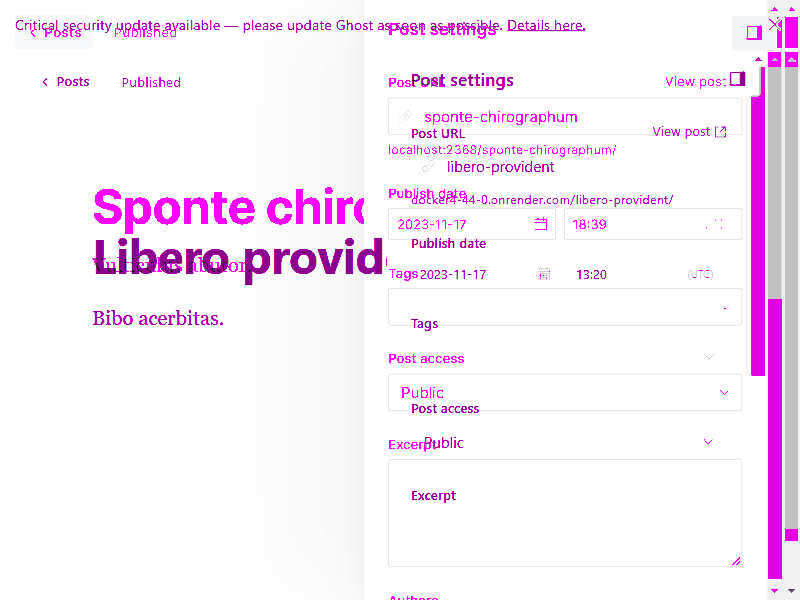 Critical security update available — please update Ghost as soon as possible. Details here.
Posts
Published
Post settings
Posts
Published
Post settings
Post URL
View post
sponte-chirographum
Post URL
View post
localhost:2368/sponte-chirographum/
libero-provident
Publish date
docker4-44-0.onrender.com/libero-provident/
Sponte chiro
2023-11-17
18:39
Publish date
Libero provid
Vulticulus abutor.
Tags
2023-11-17
13:20
(UTC)
Bibo acerbitas.
Tags
Post access
Public
Post access
Public
Excerpt
Excerpt
Authors